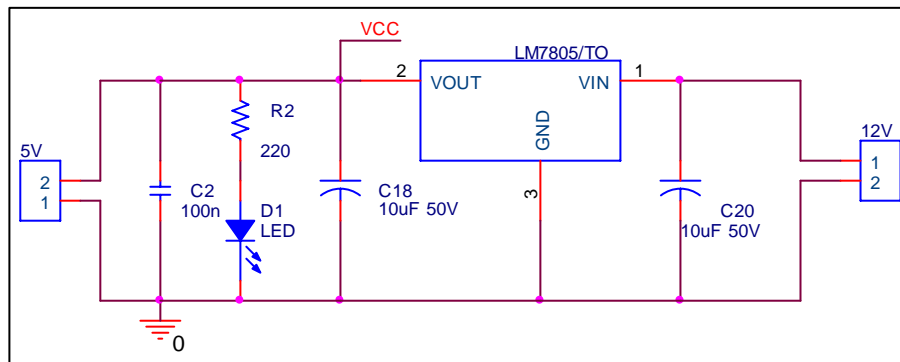 VCC
LM7805/TO
2
VOUT
VIN
1
GND
3
R2
220
5V
2
1
12V
1
2
C2
100n
D1
LED
C18
10uF 50V
C20
10uF 50V
0